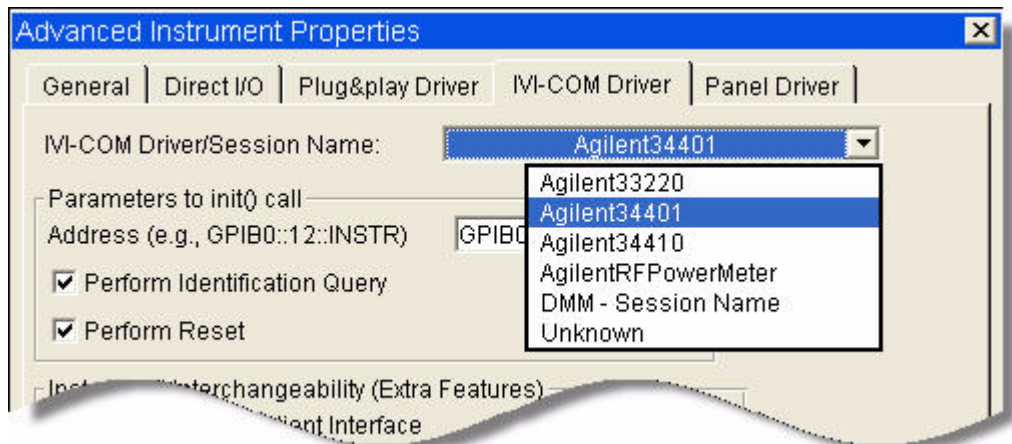 Advanced Instrument Properties
General Direct I/O Plug&play Driver IVI-COM Driver Panel Driver
IVI-COM Driver/Session Name: Agilent34401
Agilent33220
Agilent34401
Agilent34410
AgilentRFPowerMeter
DMM - Session Name
Unknown
Parameters to init() call
Address (e.g., GPIB0::12::INSTR) GPIB0
Perform Identification Query
Perform Reset
(Extra Features)
Interface